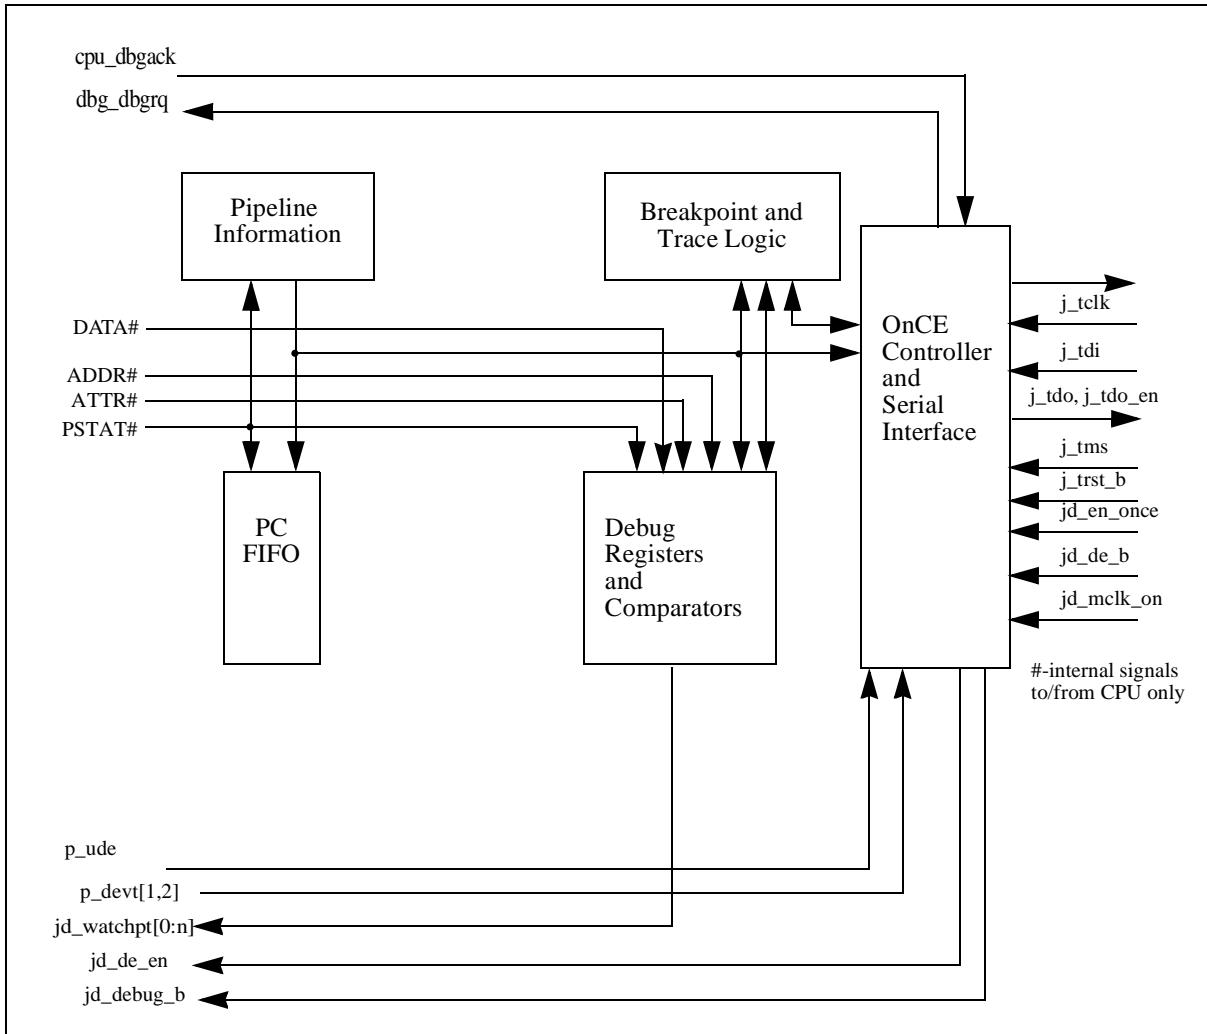 cpu_dbgack
dbg_dbgrq
Pipeline
Information
Breakpoint and
Trace Logic
DATA#
ADDR#
ATTR#
PSTAT#
OnCE
Controller
and
Serial
Interface
j_tclk
j_tdi
j_tdo, j_tdo_en
j_tms
j_trst_b
jd_en_once
jd_de_b
jd_mclk_on
PC
FIFO
Debug
Registers
and
Comparators
#-internal signals
to/from CPU only
p_ude
p_devt[1,2]
jd_watchpt[0:n]
jd_de_en
jd_debug_b